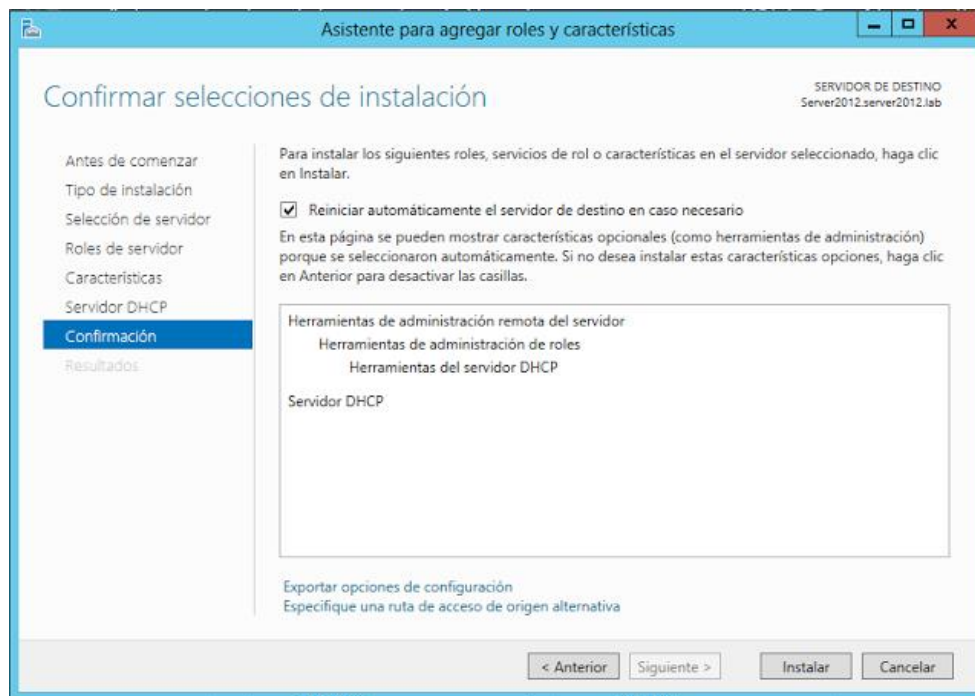 Asistente para agregar roles y características
Confirmar selecciones de instalación
SERVIDOR DE DESTINO
Server2012.server2012.lab
Antes de comenzar
Tipo de instalación
Selección de servidor
Roles de servidor
Características
Servidor DHCP
Confirmación
Resultados
Para instalar los siguientes roles, servicios de rol o características en el servidor seleccionado, haga clic
en Instalar.
Reiniciar automáticamente el servidor de destino en caso necesario
En esta página se pueden mostrar características opcionales (como herramientas de administración)
porque se seleccionaron automáticamente. Si no desea instalar estas características opciones, haga clic
en Anterior para desactivar las casillas.
Herramientas de administración remota del servidor
Herramientas de administración de roles
Herramientas del servidor DHCP
Servidor DHCP
Exportar opciones de configuración
Especifique una ruta de acceso de origen alternativa
< Anterior
Siguiente >
Instalar
Cancelar